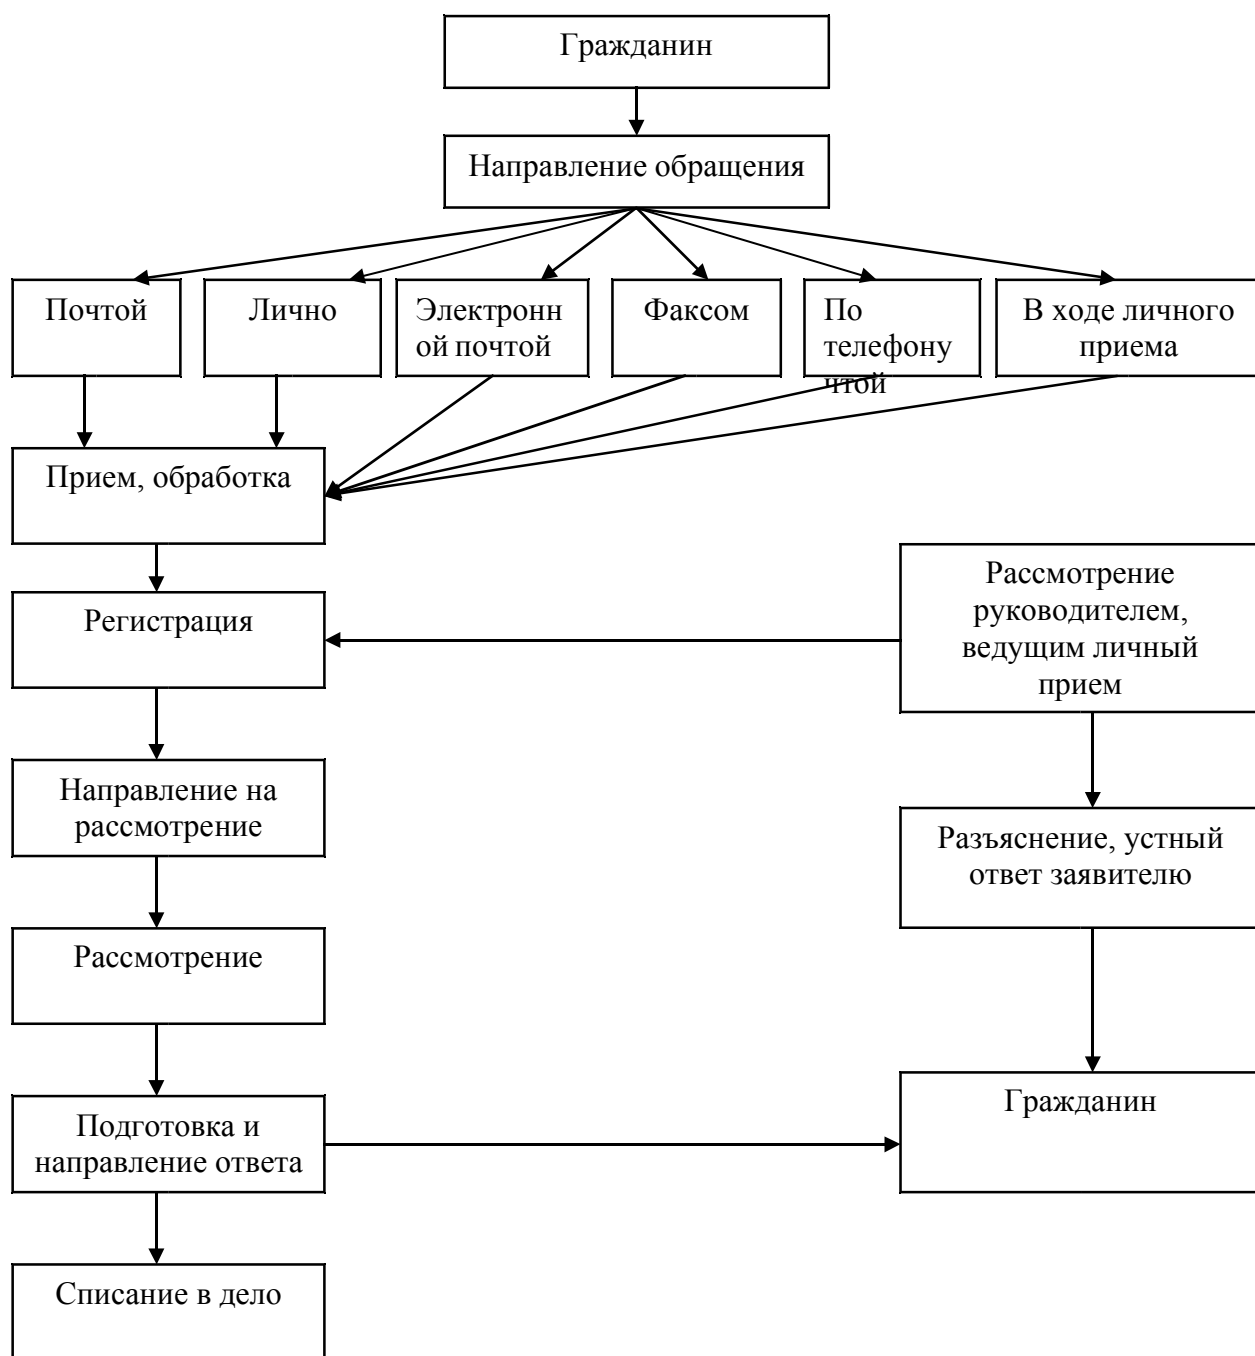 Гражданин
Направление обращения
Почтой
Лично
Электронн
ой почтой
Факсом
По
телефону
чтой
В ходе личного
приема
Прием, обработка
Регистрация
Рассмотрение
руководителем,
ведущим личный
прием
Направление на
рассмотрение
Разъяснение, устный
ответ заявителю
Рассмотрение
Подготовка и
направление ответа
Гражданин
Списание в дело